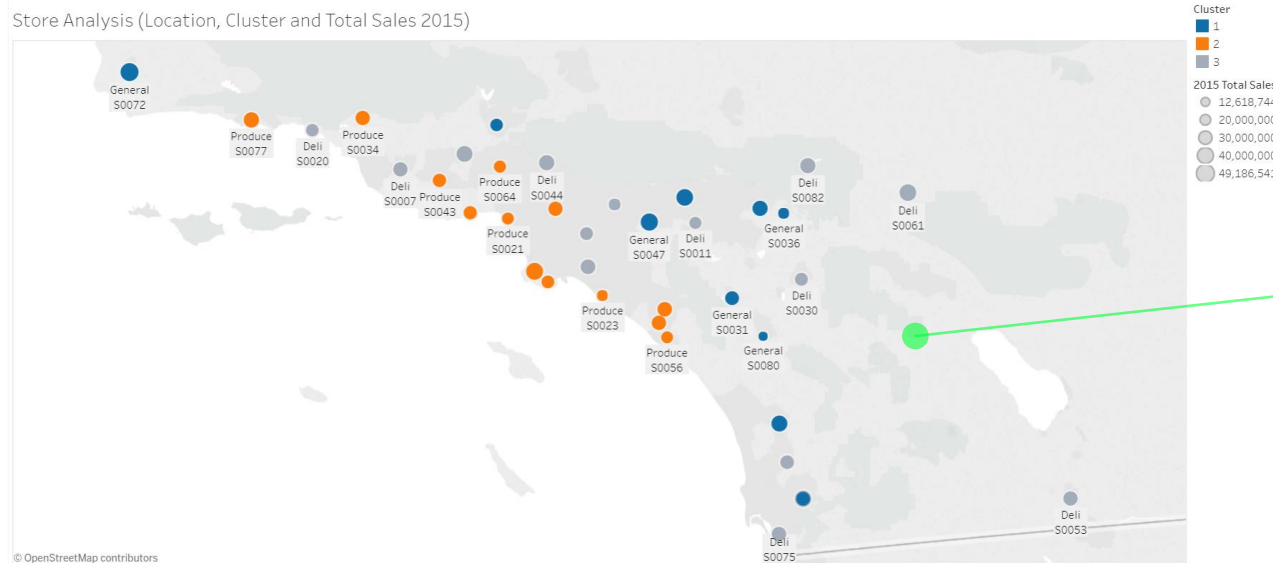 Store Analysis (Location, Cluster and Total Sales 2015)
Cluster
1
2
3
2015 Total Sales
12,618,744
20,000,000
30,000,000
40,000,000
49,186,541
General
S0072
Produce
S0077
Deli
S0020
Produce
S0034
Deli
S0007
Produce
S0043
Produce
S0064
Deli
S0044
Produce
S0021
General
S0047
Deli
S0011
General
S0036
Deli
S0082
Deli
S0061
Produce
S0023
General
S0031
Deli
S0030
Produce
S0056
General
S0080
Deli
S0053
Deli
S0075
© OpenStreetMap contributors